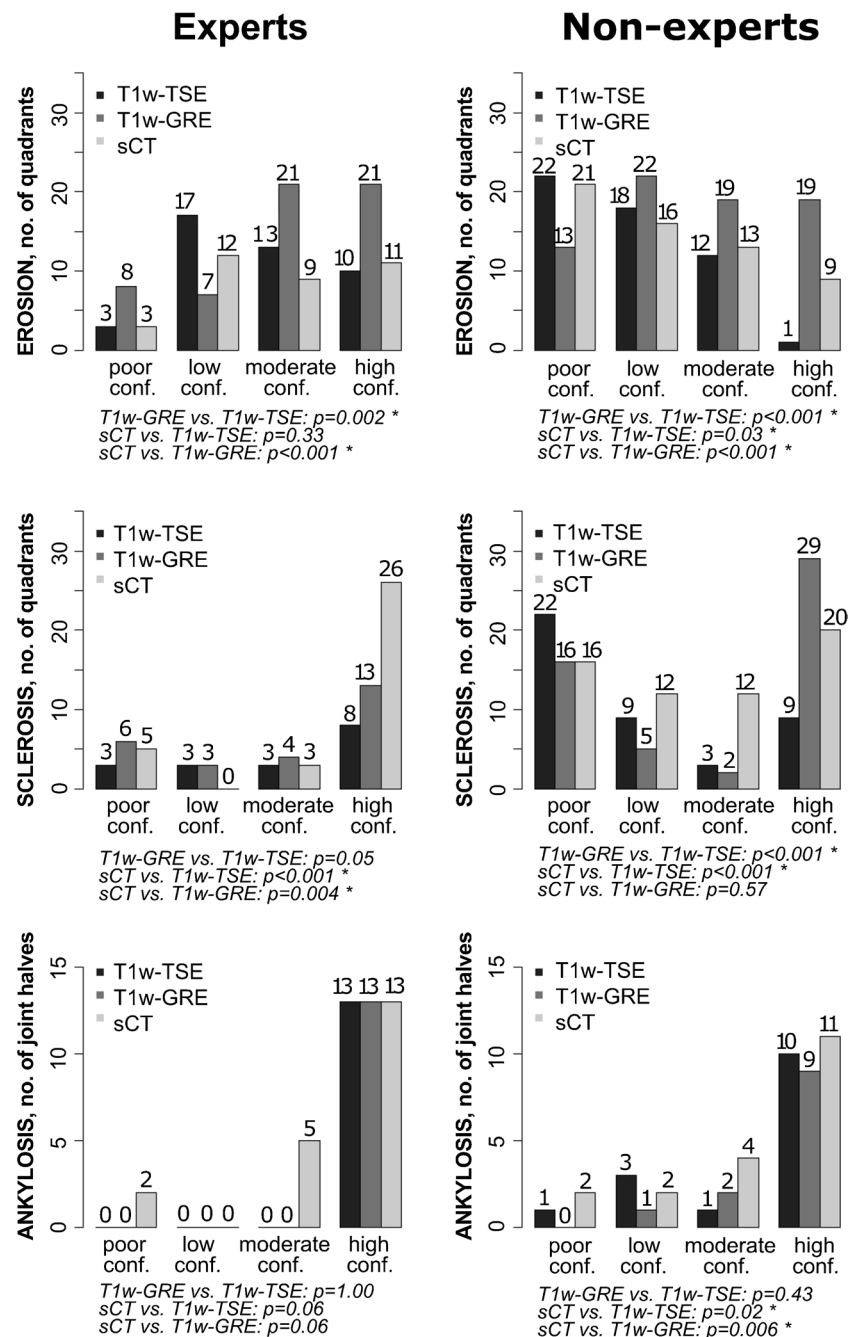 Experts
Non-experts
EROSION, no. of quadrants
0 10 20 30
T1w-TSE
T1w-GRE
sCT
3 8 3
17 7 12
13 21 9
10 21 11
poor conf.
low conf.
moderate conf.
high conf.
T1w-GRE vs. T1w-TSE: p=0.002 *
sCT vs. T1w-TSE: p=0.33
sCT vs. T1w-GRE: p<0.001 *
EROSION, no. of quadrants
0 10 20 30
T1w-TSE
T1w-GRE
sCT
22 13 21
18 22 16
12 19 13
1 19 9
poor conf.
low conf.
moderate conf.
high conf.
T1w-GRE vs. T1w-TSE: p<0.001 *
sCT vs. T1w-TSE: p=0.03 *
sCT vs. T1w-GRE: p<0.001 *
SCLEROSIS, no. of quadrants
0 10 20 30
T1w-TSE
T1w-GRE
sCT
3 6 5
3 3 0
3 4 3
8 13 26
poor conf.
low conf.
moderate conf.
high conf.
T1w-GRE vs. T1w-TSE: p=0.05
sCT vs. T1w-TSE: p<0.001 *
sCT vs. T1w-GRE: p=0.004 *
SCLEROSIS, no. of quadrants
0 10 20 30
T1w-TSE
T1w-GRE
sCT
22 16 16
9 5 12
3 2 12
9 29 20
poor conf.
low conf.
moderate conf.
high conf.
T1w-GRE vs. T1w-TSE: p<0.001 *
sCT vs. T1w-TSE: p<0.001 *
sCT vs. T1w-GRE: p=0.57
ANKYLOSIS, no. of joint halves
0 5 10 15
T1w-TSE
T1w-GRE
sCT
0 0 2
0 0 0
0 0 5
13 13 13
poor conf.
low conf.
moderate conf.
high conf.
T1w-GRE vs. T1w-TSE: p=1.00
sCT vs. T1w-TSE: p=0.06
sCT vs. T1w-GRE: p=0.06
ANKYLOSIS, no. of joint halves
0 5 10 15
T1w-TSE
T1w-GRE
sCT
1 0 2
3 1 2
1 2 4
10 9 11
poor conf.
low conf.
moderate conf.
high conf.
T1w-GRE vs. T1w-TSE: p=0.43
sCT vs. T1w-TSE: p=0.02 *
sCT vs. T1w-GRE: p=0.006 *